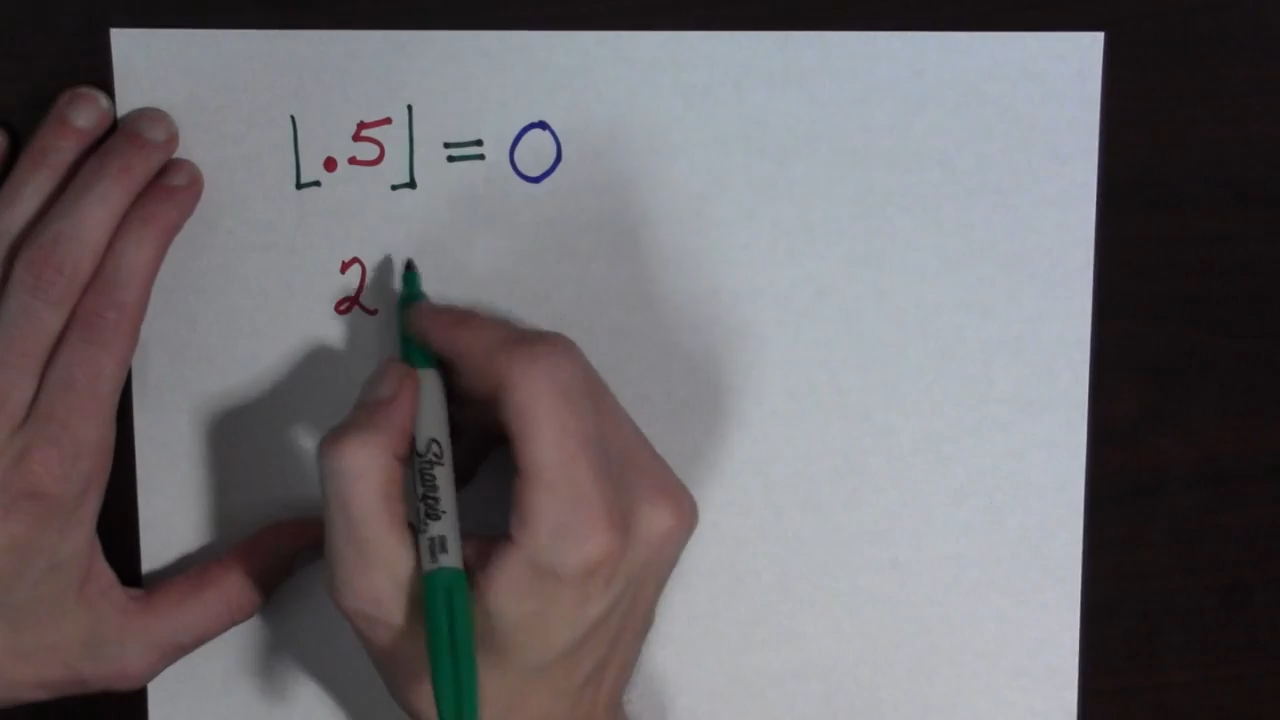 ⌊.5⌋ = 0
2
Sharpie